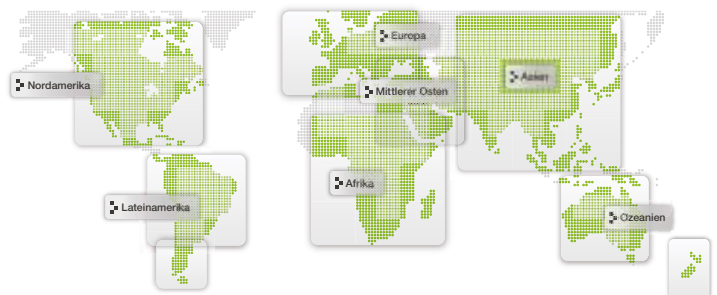 Europa
Asien
Nordamerika
Mittlerer Osten
Afrika
Lateinamerika
Ozeanien